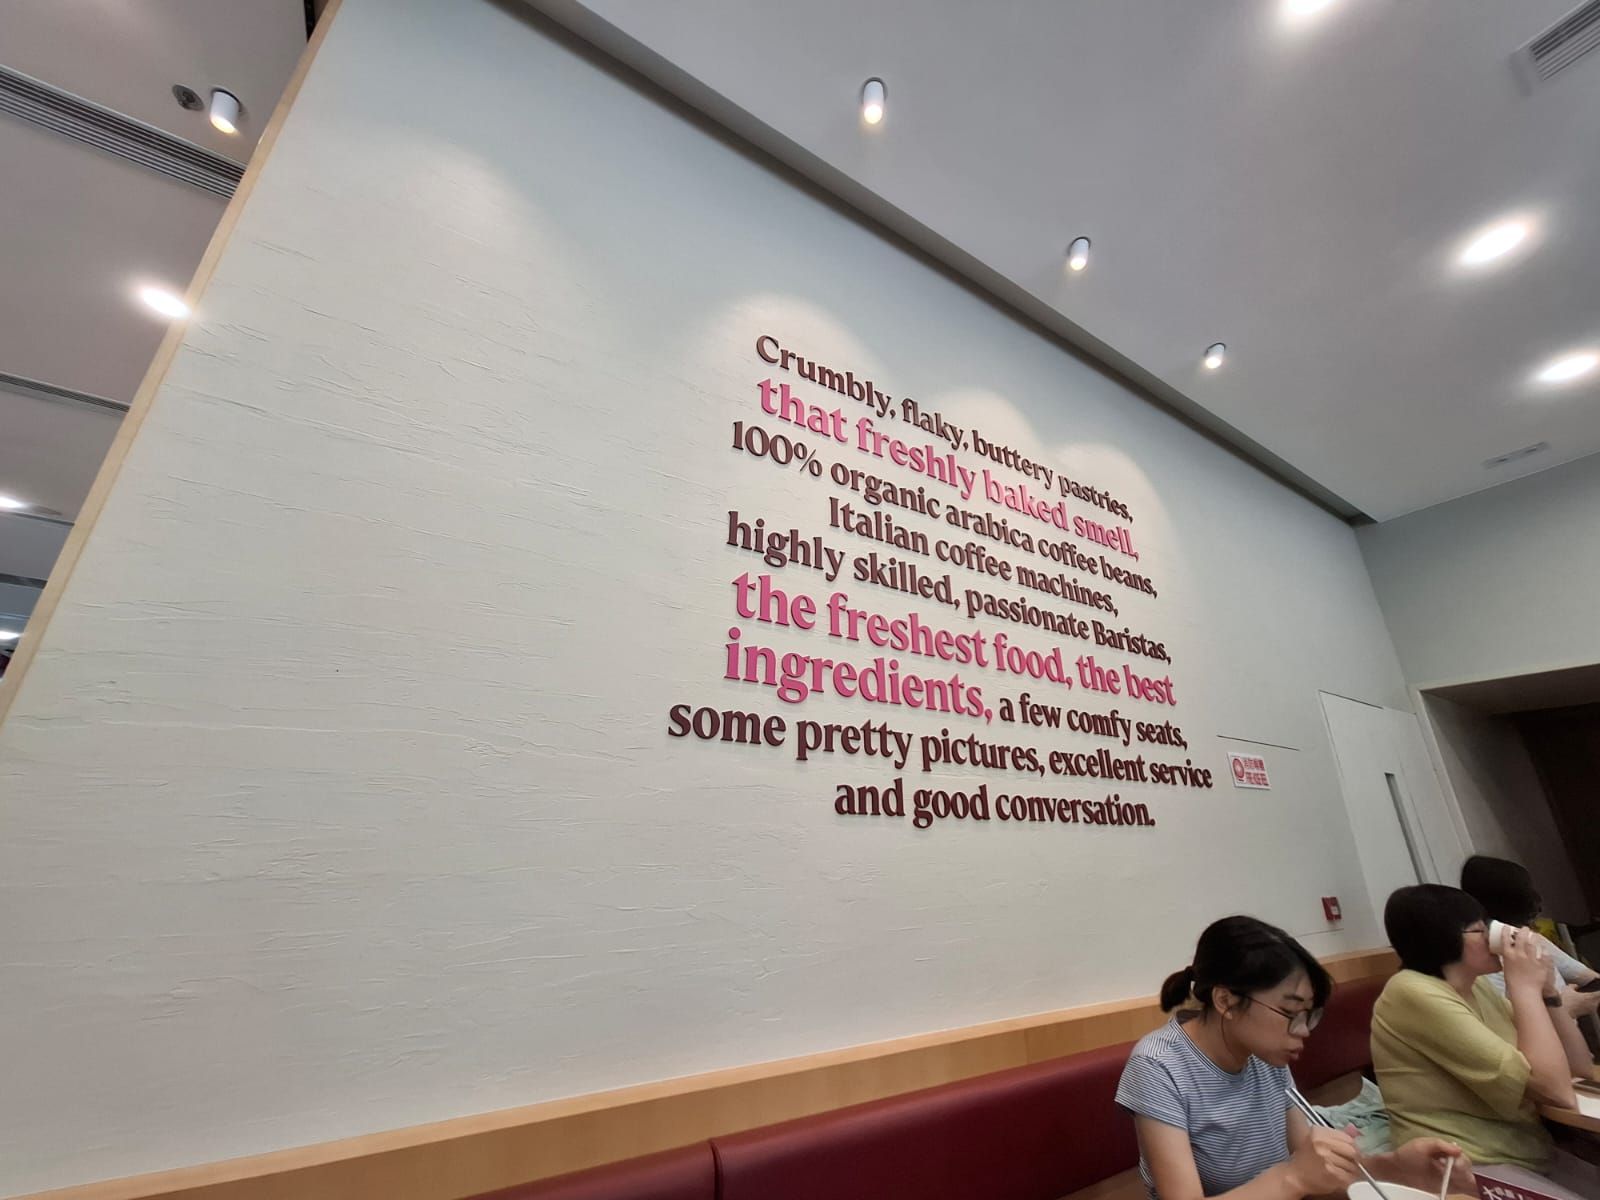 Crumbly, flaky, buttery pastries,
that freshly baked smell,
100% organic arabica coffee beans,
Italian coffee machines,
highly skilled, passionate Baristas,
the freshest food, the best
ingredients, a few comfy seats,
some pretty pictures, excellent service
and good conversation.